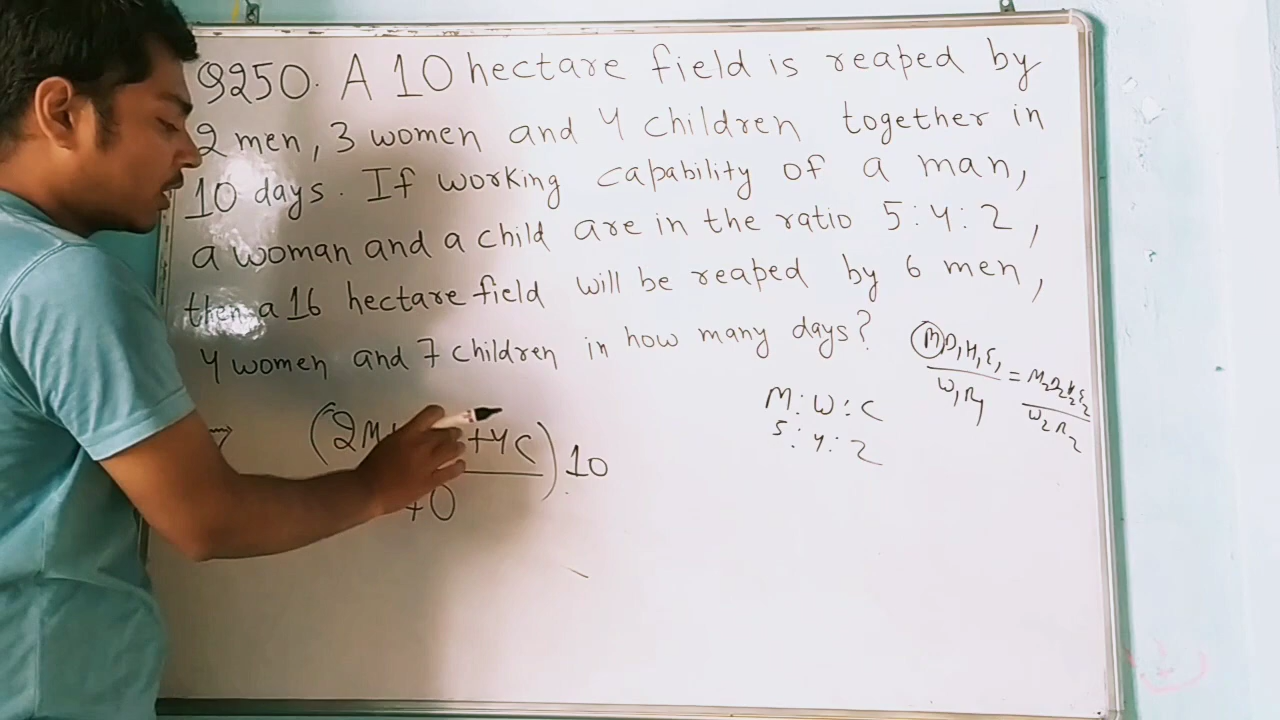 Q250. A 10 hectare field is reaped by
2 men, 3 women and 4 children together in
10 days. If working capability of a man,
a woman and a child are in the ratio 5:4:2,
then a 16 hectare field will be reaped by 6 men,
4 women and 7 children in how many days?
M1D1H1E1 / W1R1 = M2D2H2E2 / W2R2
M:W:C
5:4:2
(2M+ +4C) 10
10